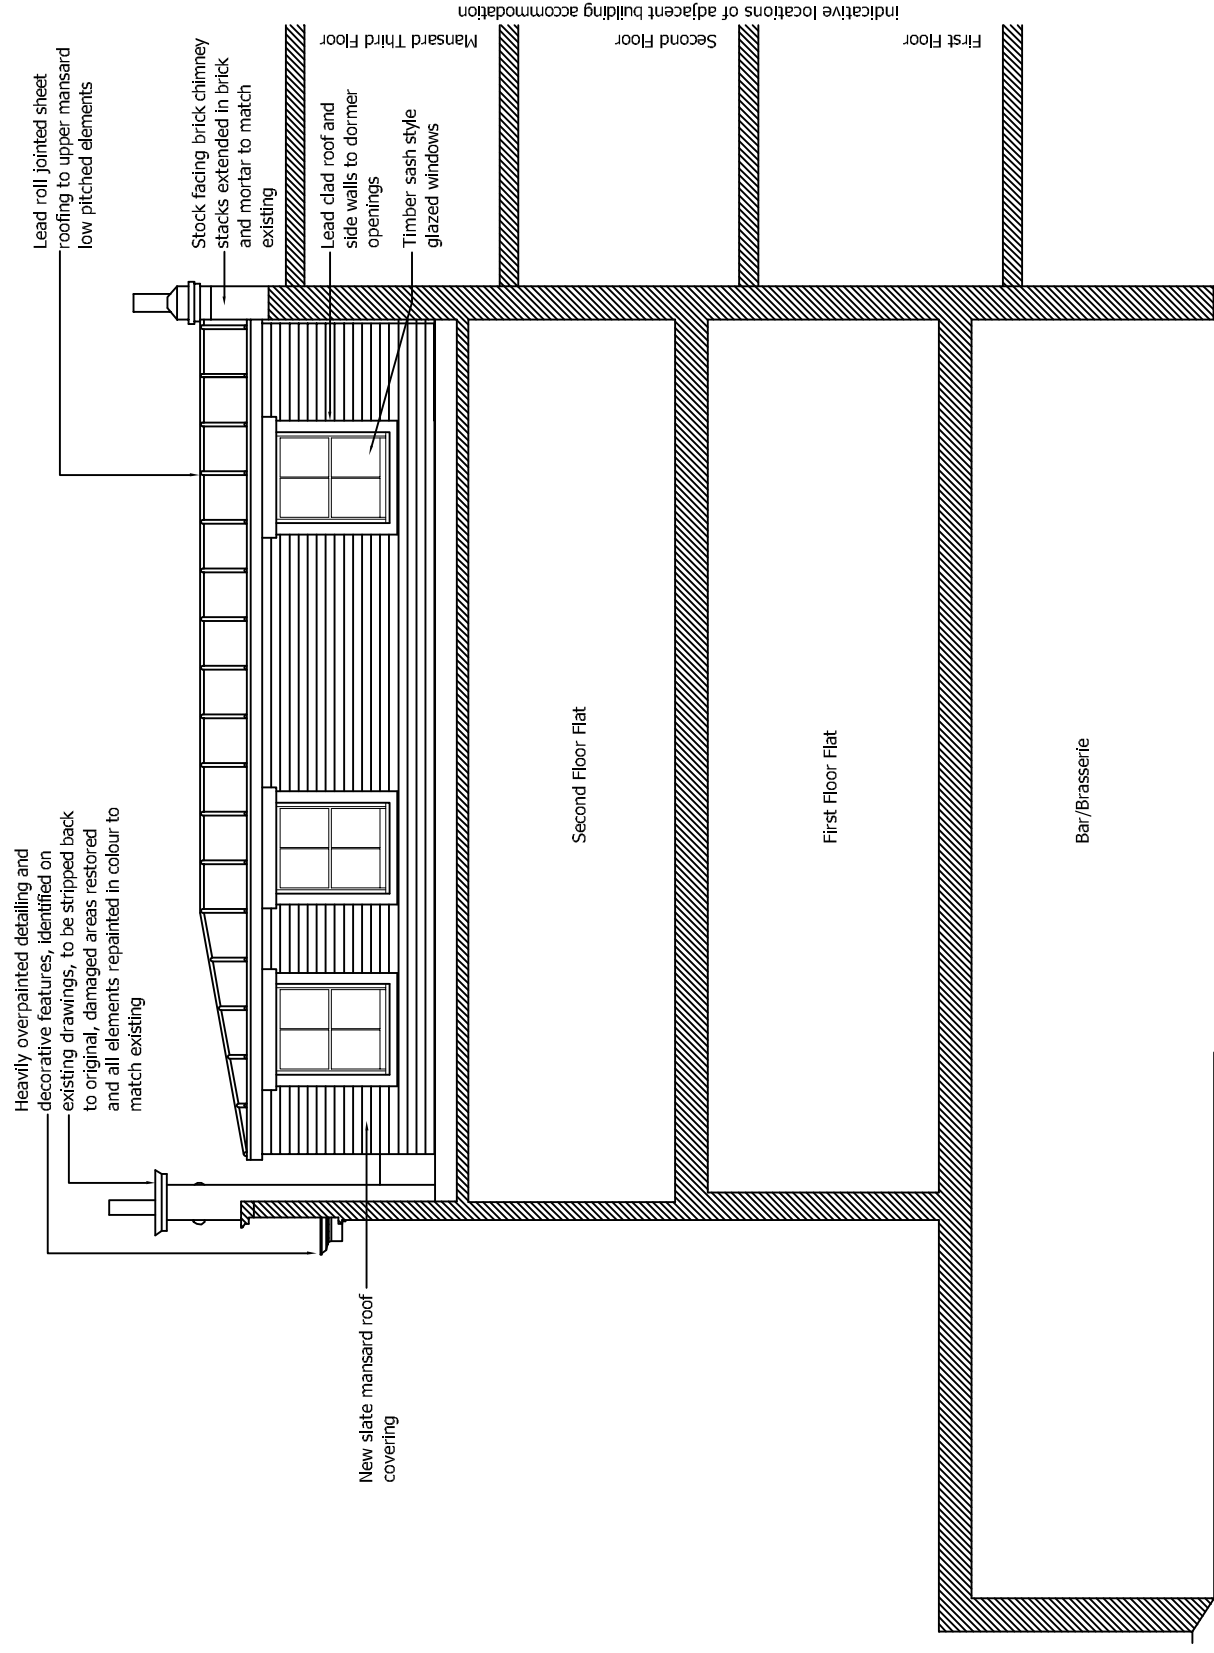 Heavily overpainted detailing and
decorative features, identified on
existing drawings, to be stripped back
to original, damaged areas restored
and all elements repainted in colour to
match existing
Lead roll jointed sheet
roofing to upper mansard
low pitched elements
Stock facing brick chimney
stacks extended in brick
and mortar to match
existing
Lead clad roof and
side walls to dormer
openings
Timber sash style
glazed windows
New slate mansard roof
covering
Second Floor Flat
First Floor Flat
Bar/Brasserie
Mansard Third Floor
Second Floor
First Floor
indicative locations of adjacent building accommodation